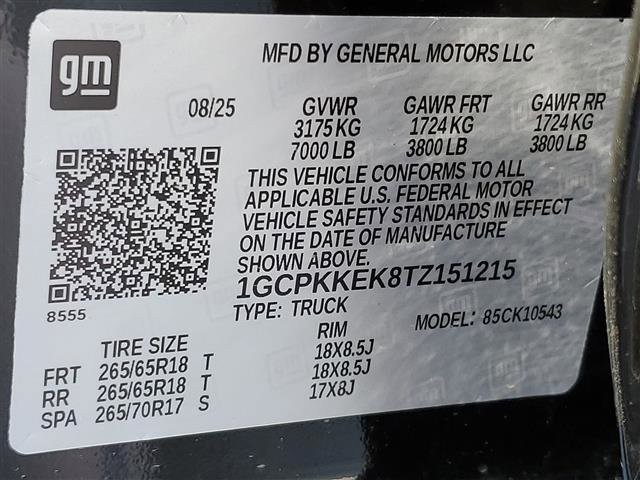 gm
MFD BY GENERAL MOTORS LLC
08/25 GVWR GAWR FRT GAWR RR
3175 KG 1724 KG 1724 KG
7000 LB 3800 LB 3800 LB
THIS VEHICLE CONFORMS TO ALL
APPLICABLE U.S. FEDERAL MOTOR
VEHICLE SAFETY STANDARDS IN EFFECT
ON THE DATE OF MANUFACTURE
SHOWN ABOVE.
1GCPKKEK8TZ151215
8555
TYPE: TRUCK MODEL: 85CK10543
TIRE SIZE RIM
FRT 265/65R18 T 18X8.5J
RR 265/65R18 T 18X8.5J
SPA 265/70R17 S 17X8J